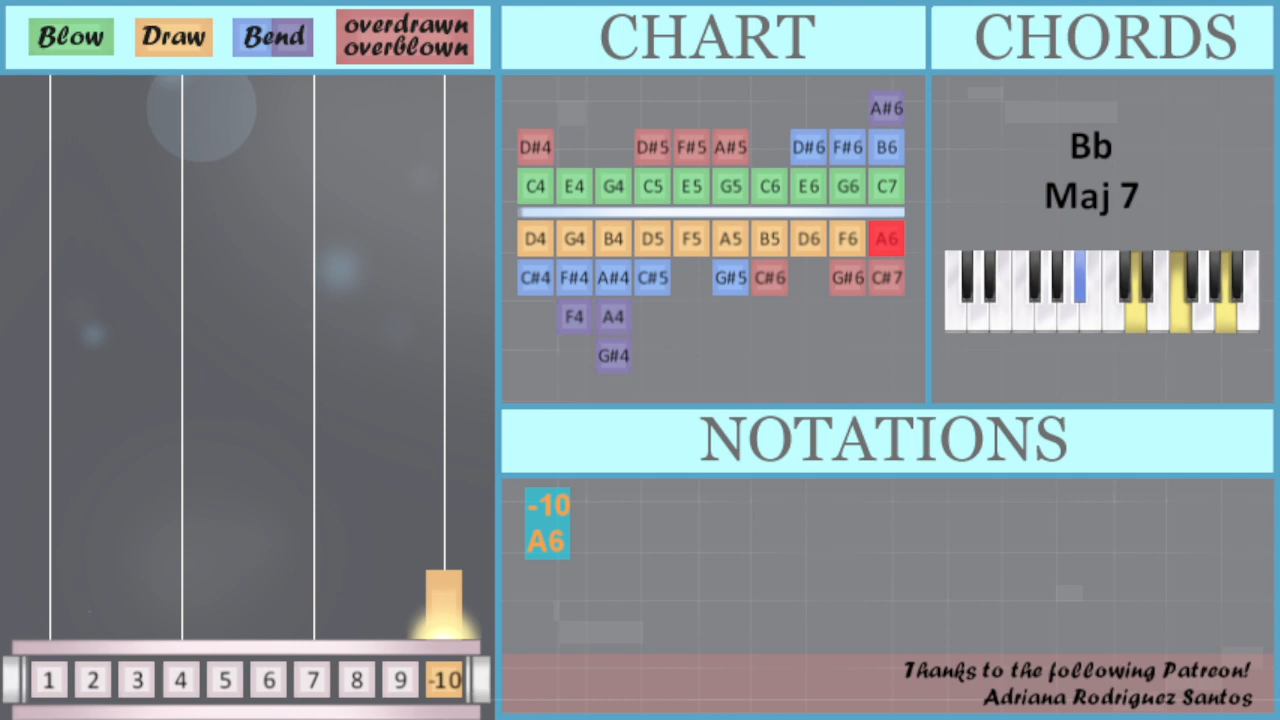 Blow
Draw
Bend
overdrawn
overblown
CHART
CHORDS
A#6
D#4 D#5 F#5 A#5 D#6 F#6 B6
C4 E4 G4 C5 E5 G5 C6 E6 G6 C7
D4 G4 B4 D5 F5 A5 B5 D6 F6 A6
C#4 F#4 A#4 C#5 G#5 C#6 G#6 C#7
F4 A4
G#4
Bb
Maj 7
NOTATIONS
-10
A6
1 2 3 4 5 6 7 8 9 -10
Thanks to the following Patreon!
Adriana Rodriguez Santos